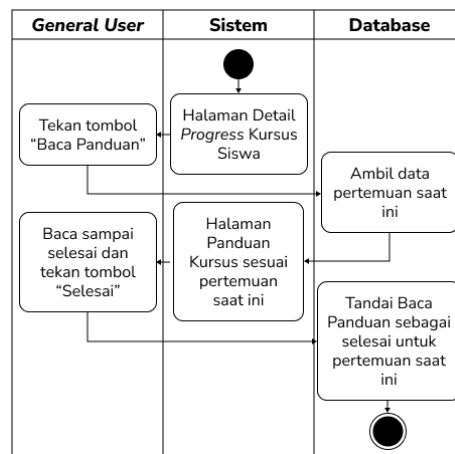 General User
Sistem
Database
Halaman Detail
Progress Kursus
Siswa
Tekan tombol
“Baca Panduan”
Ambil data
pertemuan saat
ini
Halaman
Panduan
Kursus sesuai
pertemuan
saat ini
Baca sampai
selesai dan
tekan tombol
“Selesai”
Tandai Baca
Panduan sebagai
selesai untuk
pertemuan saat
ini